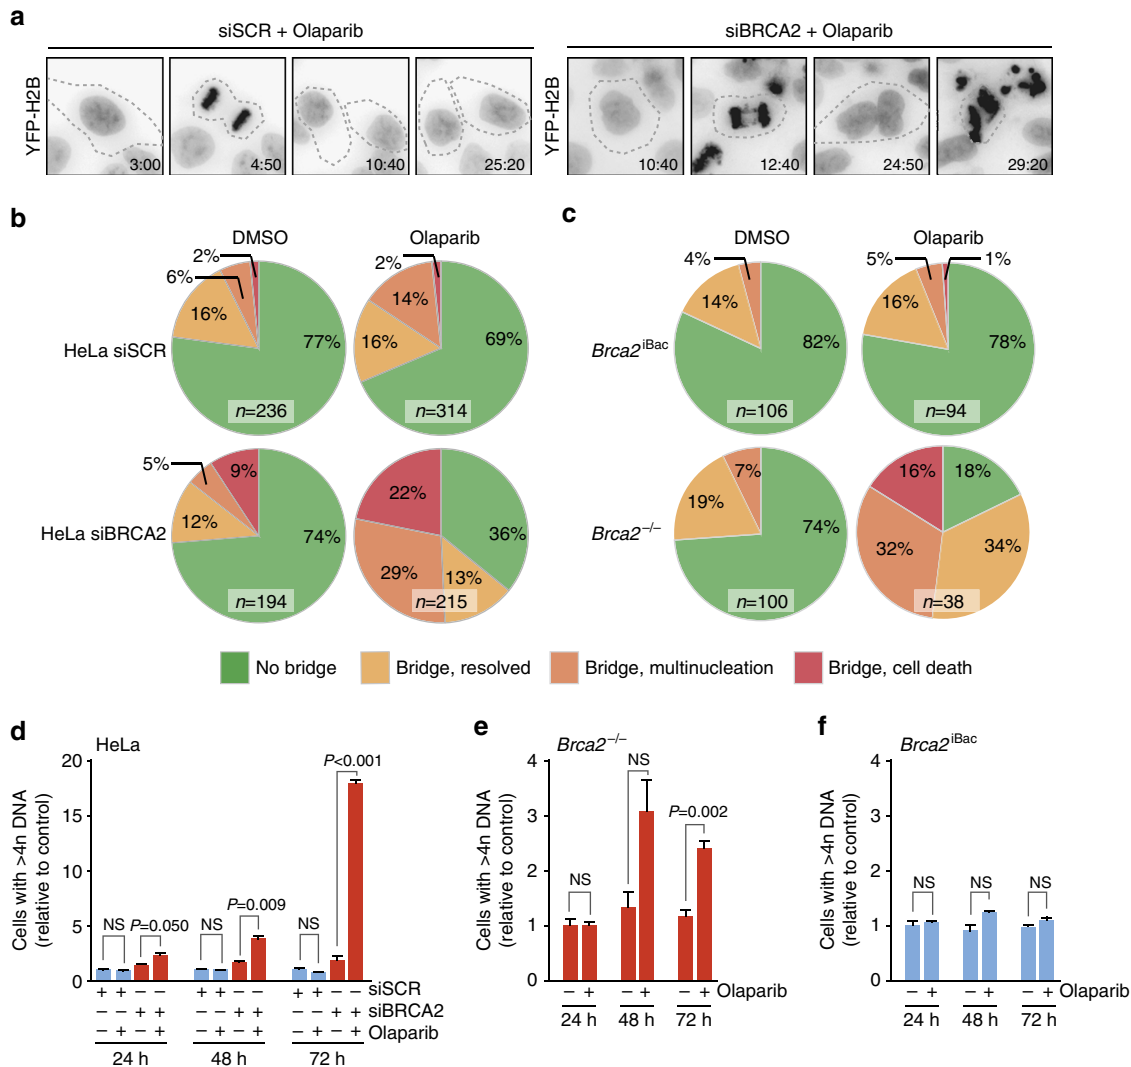 a
siSCR + Olaparib
siBRCA2 + Olaparib
YFP-H2B
3:00
4:50
10:40
25:20
YFP-H2B
10:40
12:40
24:50
29:20
b
DMSO
Olaparib
HeLa siSCR
2%
6%
16%
77%
n=236
2%
14%
16%
69%
n=314
HeLa siBRCA2
5%
9%
12%
74%
n=194
22%
36%
29%
13%
n=215
c
DMSO
Olaparib
Brca2iBac
4%
14%
82%
n=106
5%
1%
16%
78%
n=94
Brca2–/–
7%
19%
74%
n=100
16%
18%
32%
34%
n=38
No bridge
Bridge, resolved
Bridge, multinucleation
Bridge, cell death
d
HeLa
Cells with >4n DNA
(relative to control)
20
15
10
5
0
NS
P=0.050
NS
P=0.009
NS
P<0.001
+ + – – + + – – + + – – siSCR
– – + + – – + + – – + + siBRCA2
– + – + – + – + – + – + Olaparib
24 h
48 h
72 h
e
Brca2–/–
Cells with >4n DNA
(relative to control)
4
3
2
1
0
NS
NS
P=0.002
– + – + – + Olaparib
24 h
48 h
72 h
f
Brca2iBac
Cells with >4n DNA
(relative to control)
4
3
2
1
0
NS
NS
NS
– + – + – + Olaparib
24 h
48 h
72 h